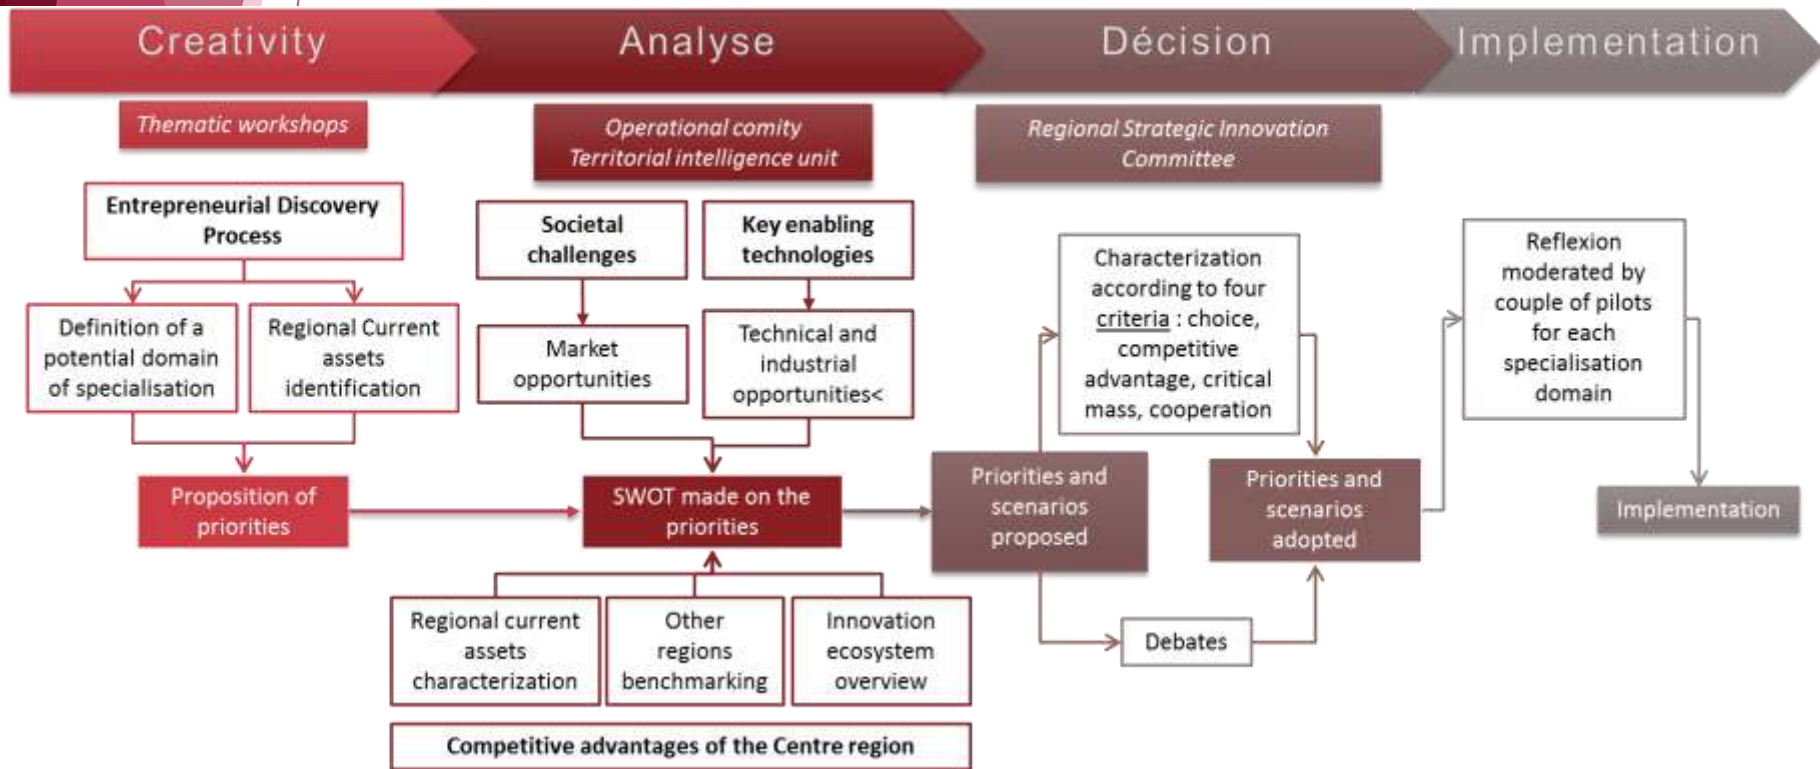 Creativity
Analyse
Décision
Implementation
Thematic workshops
Operational comity
Territorial intelligence unit
Regional Strategic Innovation
Committee
Entrepreneurial Discovery
Process
Definition of a
potential domain
of specialisation
Regional Current
assets
identification
Proposition of
priorities
Societal
challenges
Key enabling
technologies
Market
opportunities
Technical and
industrial
opportunities<
SWOT made on the
priorities
Regional current
assets
characterization
Other
regions
benchmarking
Innovation
ecosystem
overview
Competitive advantages of the Centre region
Characterization
according to four
criteria : choice,
competitive
advantage, critical
mass, cooperation
Priorities and
scenarios
proposed
Priorities and
scenarios
adopted
Debates
Reflexion
moderated by
couple of pilots
for each
specialisation
domain
Implementation